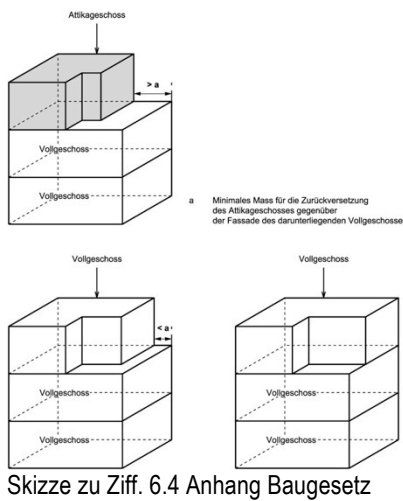 Attikageschoss
> a
Vollgeschoss
Vollgeschoss
a Minimales Mass für die Zurückversetzung
des Attikageschosses gegenüber
der Fassade des darunterliegenden Vollgeschosse
Vollgeschoss
Vollgeschoss
< a
Vollgeschoss
Vollgeschoss
Vollgeschoss
Vollgeschoss
Skizze zu Ziff. 6.4 Anhang Baugesetz